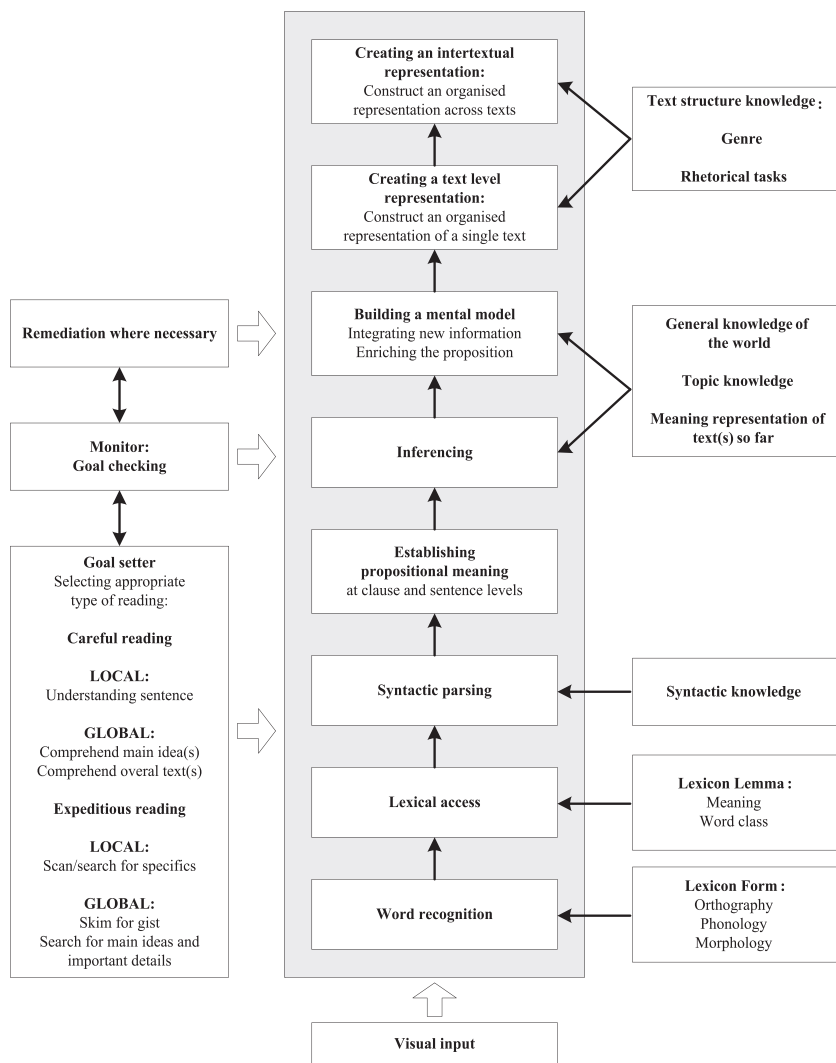 Creating an intertextual
representation:
Construct an organised
representation across texts
Creating a text level
representation:
Construct an organised
representation of a single text
Building a mental model
Integrating new information
Enriching the proposition
Inferencing
Establishing
propositional meaning
at clause and sentence levels
Syntactic parsing
Lexical access
Word recognition
Visual input
Remediation where necessary
Monitor:
Goal checking
Goal setter
Selecting appropriate
type of reading:
Careful reading
LOCAL:
Understanding sentence
GLOBAL:
Comprehend main idea(s)
Comprehend overal text(s)
Expeditious reading
LOCAL:
Scan/search for specifics
GLOBAL:
Skim for gist
Search for main ideas and
important details
Text structure knowledge :
Genre
Rhetorical tasks
General knowledge of
the world
Topic knowledge
Meaning representation of
text(s) so far
Syntactic knowledge
Lexicon Lemma :
Meaning
Word class
Lexicon Form :
Orthography
Phonology
Morphology